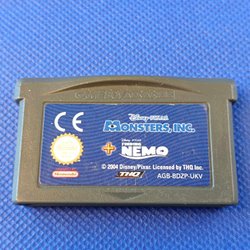 GAME BOY ADVANCE
Disney·PIXAR
MONSTERS, INC.
CE
+
DISNEY·PIXAR
FINDING
NEMO
© 2004 Disney/Pixar. Licensed by THQ Inc.
Nintendo
THQ
AGB-BDZP-UKV